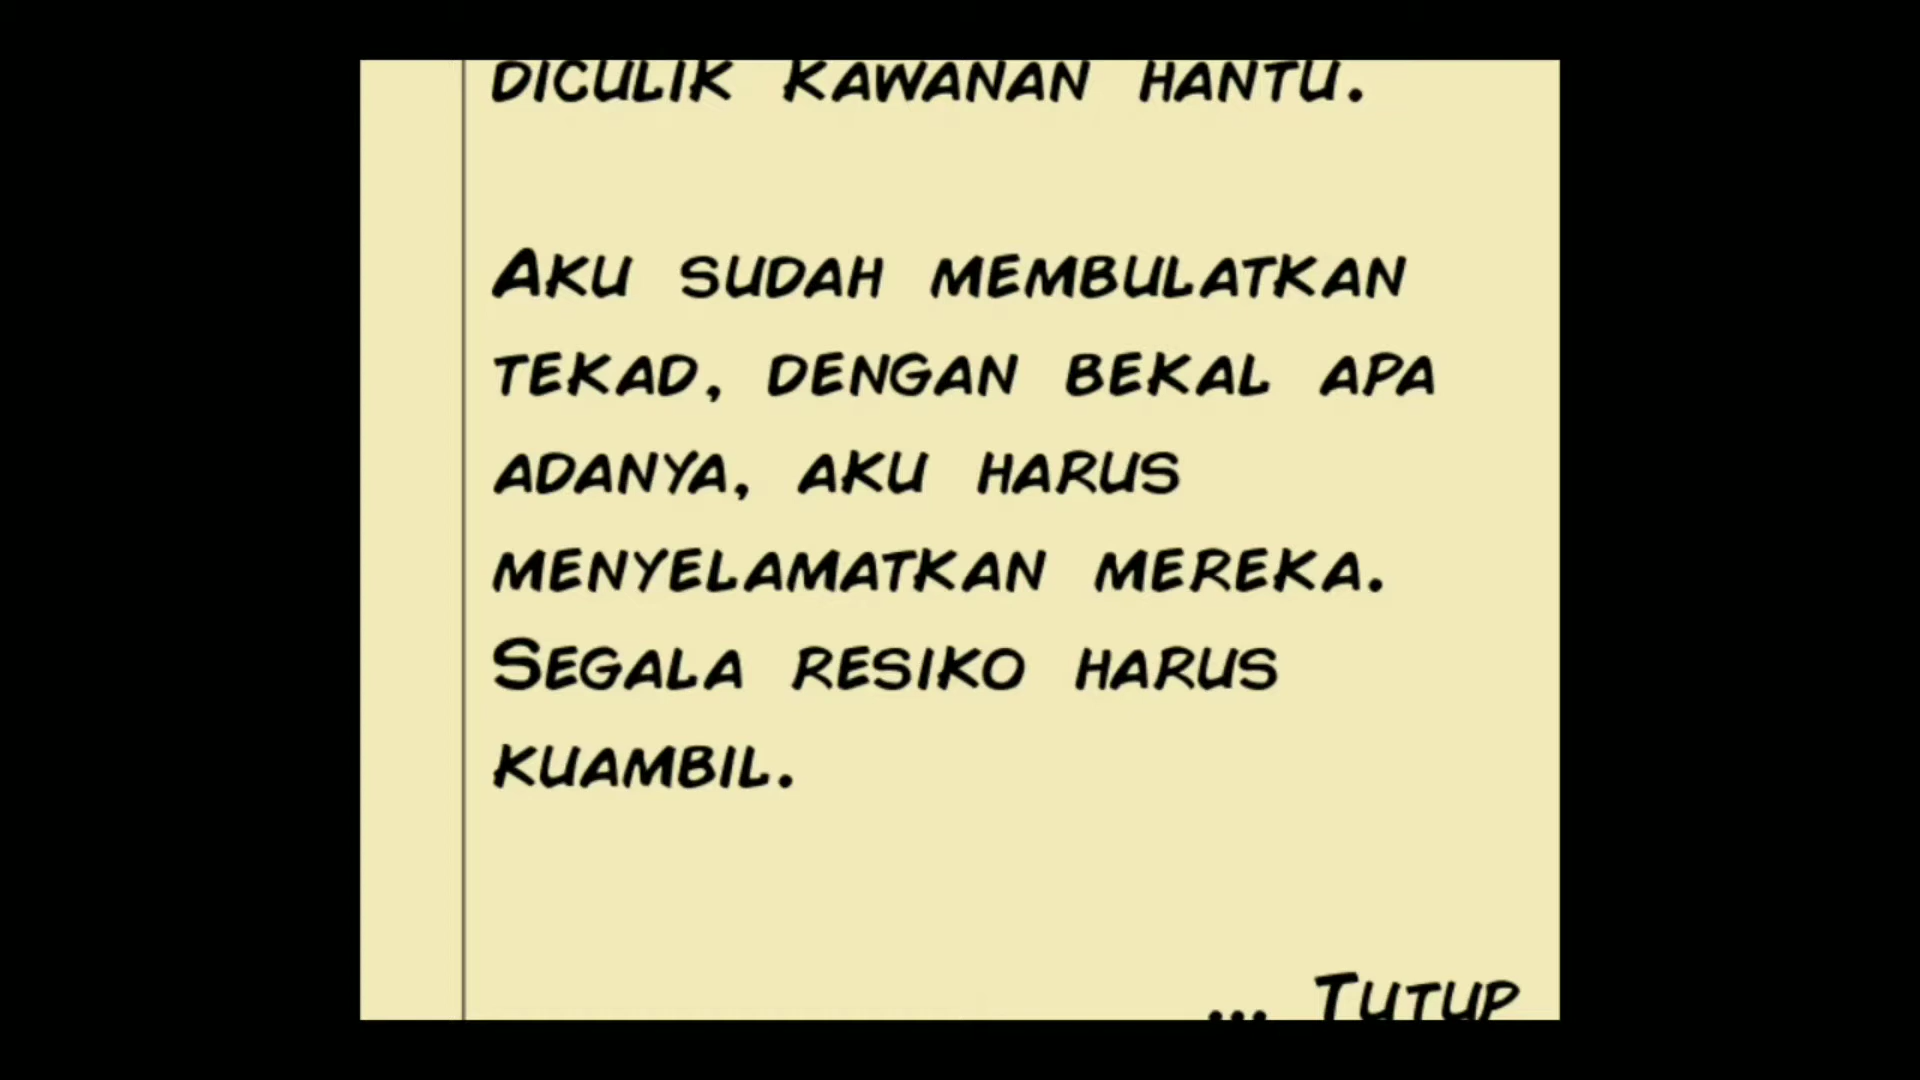 DICULIK KAWANAN HANTU.
AKU SUDAH MEMBULATKAN
TEKAD, DENGAN BEKAL APA
ADANYA, AKU HARUS
MENYELAMATKAN MEREKA.
SEGALA RESIKO HARUS
KUAMBIL.
... TUTUP